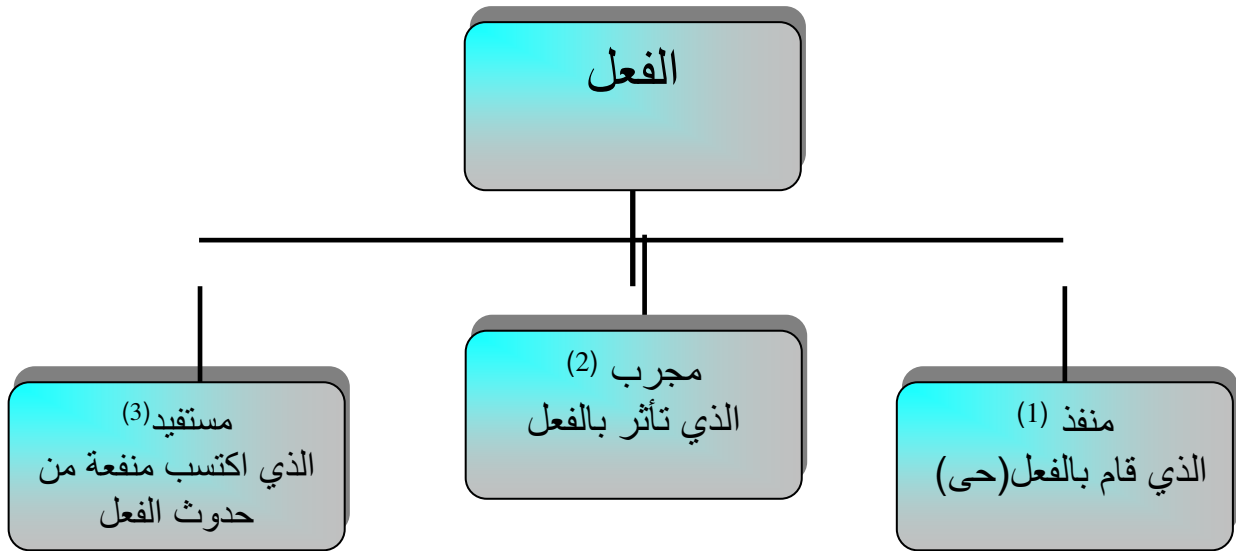 الفعل
منفذ (1)
الذي قام بالفعل(حى)
مجرب (2)
الذي تأثر بالفعل
مستفيد(3)
الذي اكتسب منفعة من
حدوث الفعل